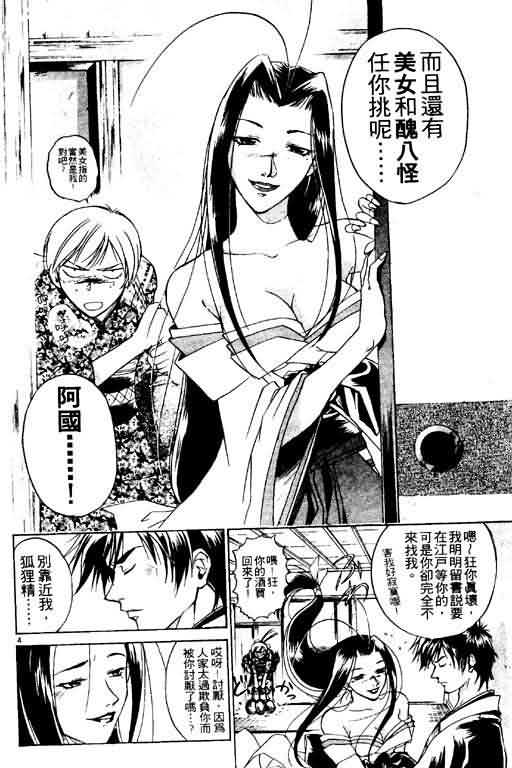 而且還有
美女和醜八怪
任你挑呢……
美女指的
當然是我！
對吧？
阿國……！
嗯～狂你真壞，
我明明留書說要
在江戶等你的，
可是你卻完全不
來找我。
害我好寂寞喔
喂！狂，
你的酒買
回來了！
別靠近我，
狐狸精……
哎呀，討厭，因為
人家太過欺負你而
被你討厭了嗎…？
4